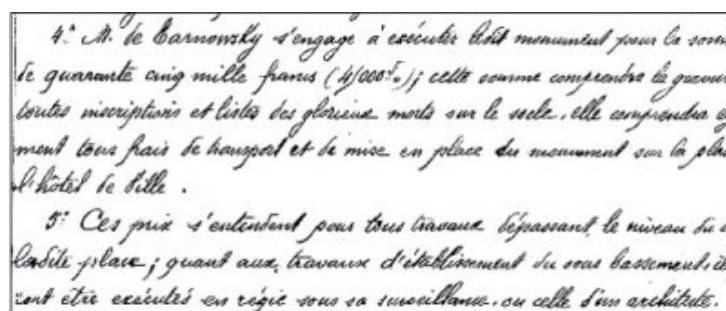 4.° M. de Tarnowsky s'engage à exécuter ledit monument pour la som
de quarante cinq mille francs (45000f.); cette somme comprendra la gravu
toutes inscriptions et listes des glorieux morts sur le socle, elle comprendra
ment tous frais de transport et de mise en place du monument sur la pla
l'hôtel de Ville.
5° Ces prix s'entendent pour tous travaux dépassant le niveau du
ladite place; quant aux travaux d'établissement du sous bassement, i
ront être exécutés en régie sous sa surveillance, ou celle d'un architecte.